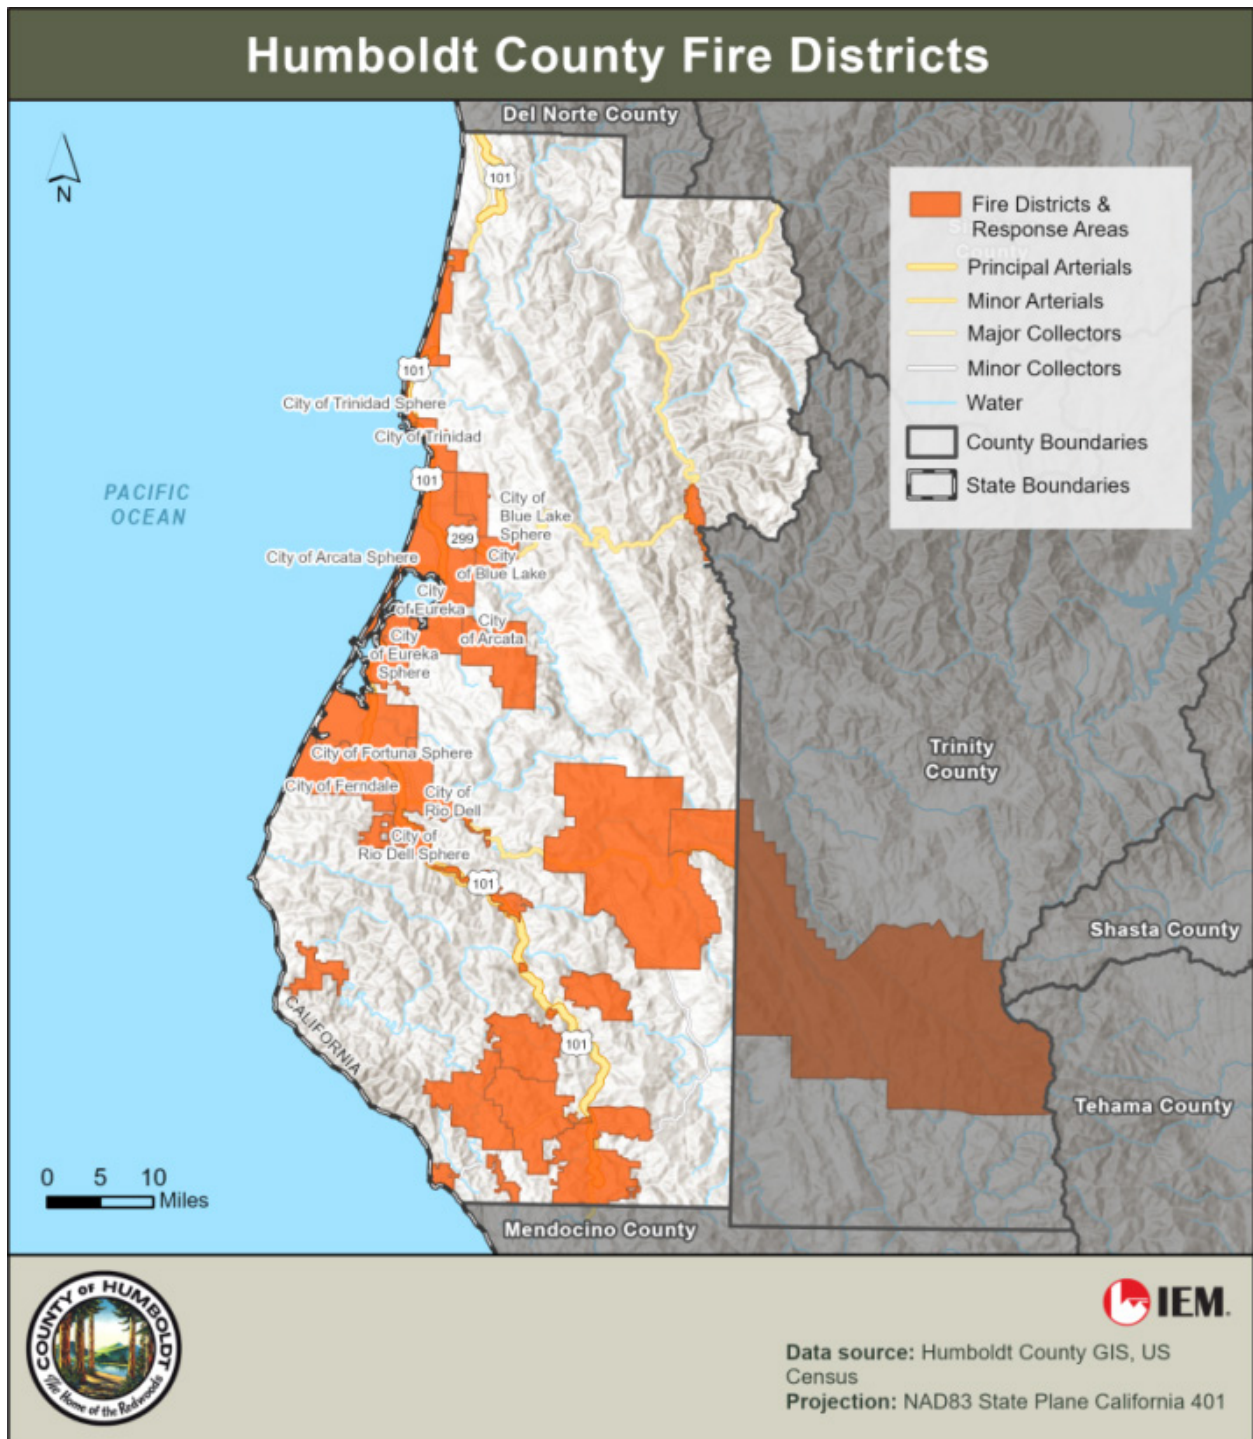 Humboldt County Fire Districts
Del Norte County
N
101
Fire Districts &
Response Areas
County
Principal Arterials
Minor Arterials
Major Collectors
Minor Collectors
Water
County Boundaries
State Boundaries
101
City of Trinidad Sphere
City of Trinidad
101
PACIFIC
OCEAN
City of
Blue Lake
Sphere
299
City of Arcata Sphere
City
of Blue Lake
City
of Eureka
City
of Arcata
City
of Eureka
Sphere
City of Fortuna Sphere
City of Ferndale
City of
Rio Dell
City of
Rio Dell Sphere
101
Trinity
County
Shasta County
CALIFORNIA
101
Tehama County
0 5 10
Miles
Mendocino County
COUNTY OF HUMBOLDT
The Home of the Redwoods
IEM.
Data source: Humboldt County GIS, US
Census
Projection: NAD83 State Plane California 401